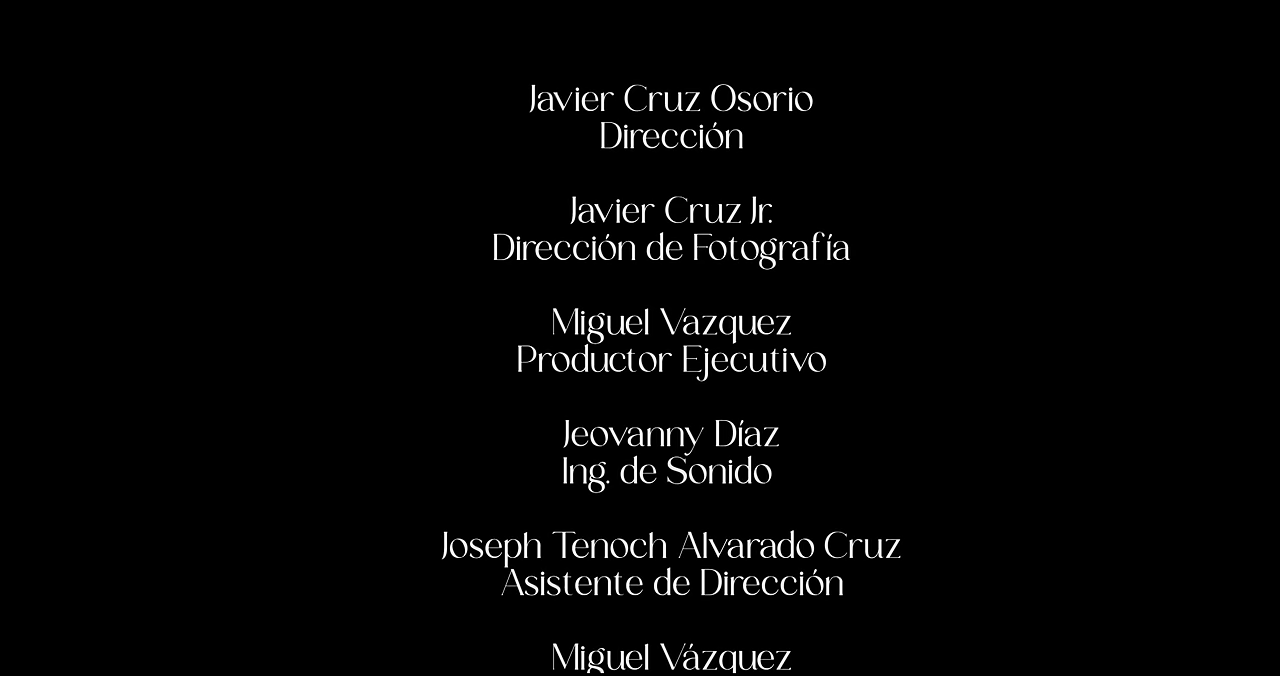 Javier Cruz Osorio
Dirección
Javier Cruz Jr.
Dirección de Fotografía
Miguel Vazquez
Productor Ejecutivo
Jeovanny Díaz
Ing. de Sonido
Joseph Tenoch Alvarado Cruz
Asistente de Dirección
Miguel Vázquez